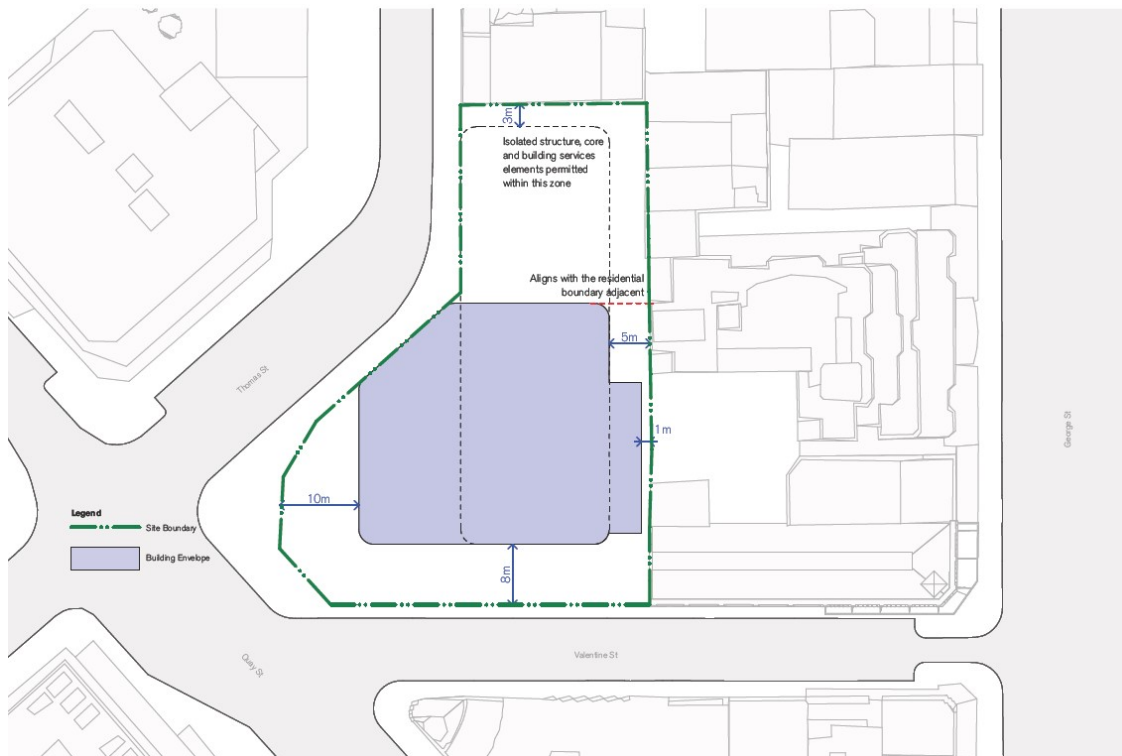 3m
Isolated structure, core
and building services
elements permitted
within this zone
Aligns with the residential
boundary adjacent
5m
Thomas St
1m
George St
10m
Legend
Site Boundary
Building Envelope
8m
Quay St
Valentine St